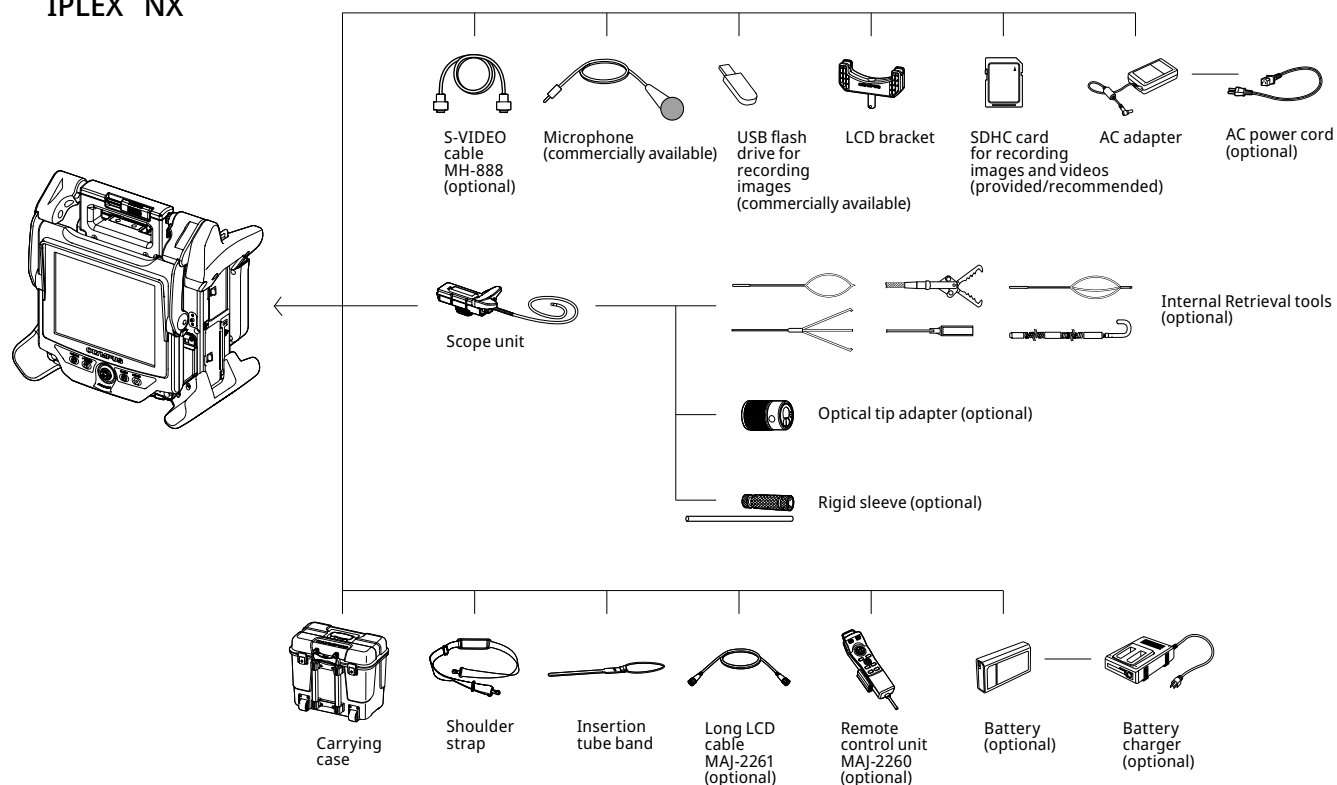 IPLEX NX
S-VIDEO
cable
MH-888
(optional)
Microphone
(commercially available)
USB flash
drive for
recording
images
(commercially available)
LCD bracket
SDHC card
for recording
images and videos
(provided/recommended)
AC adapter
AC power cord
(optional)
OLYMPUS
Scope unit
Internal Retrieval tools
(optional)
Optical tip adapter (optional)
Rigid sleeve (optional)
Carrying
case
Shoulder
strap
Insertion
tube band
Long LCD
cable
MAJ-2261
(optional)
Remote
control unit
MAJ-2260
(optional)
Battery
(optional)
Battery
charger
(optional)